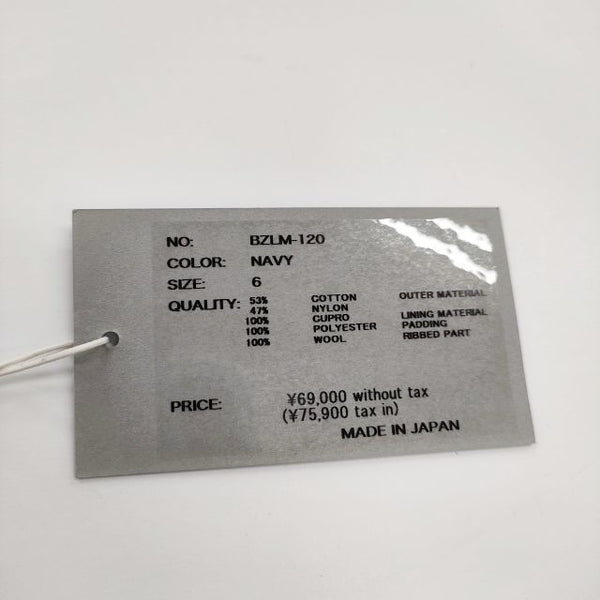 NO: BZLM-120
COLOR: NAVY
SIZE: 6
QUALITY: 53% COTTON OUTER MATERIAL
47% NYLON
100% CUPRO LINING MATERIAL
100% POLYESTER PADDING
100% WOOL RIBBED PART
PRICE: ¥69,000 without tax
(¥75,900 tax in)
MADE IN JAPAN